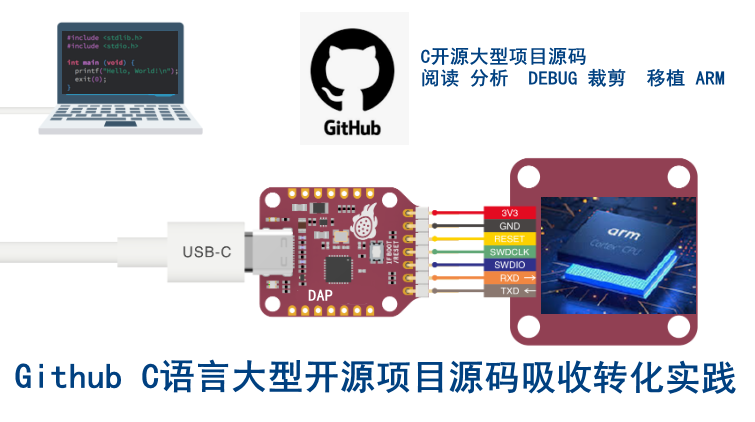 #include <stdlib.h>
#include <stdio.h>
int main (void) {
printf("Hello, World!\n");
exit(0);
}
GitHub
C开源大型项目源码
阅读 分析 DEBUG 裁剪 移植 ARM
USB-C
IFBOOT
/RESET
DAP
3V3
GND
RESET
SWDCLK
SWDIO
RXD →
TXD ←
arm
Cortex CPU
Github C语言大型开源项目源码吸收转化实践